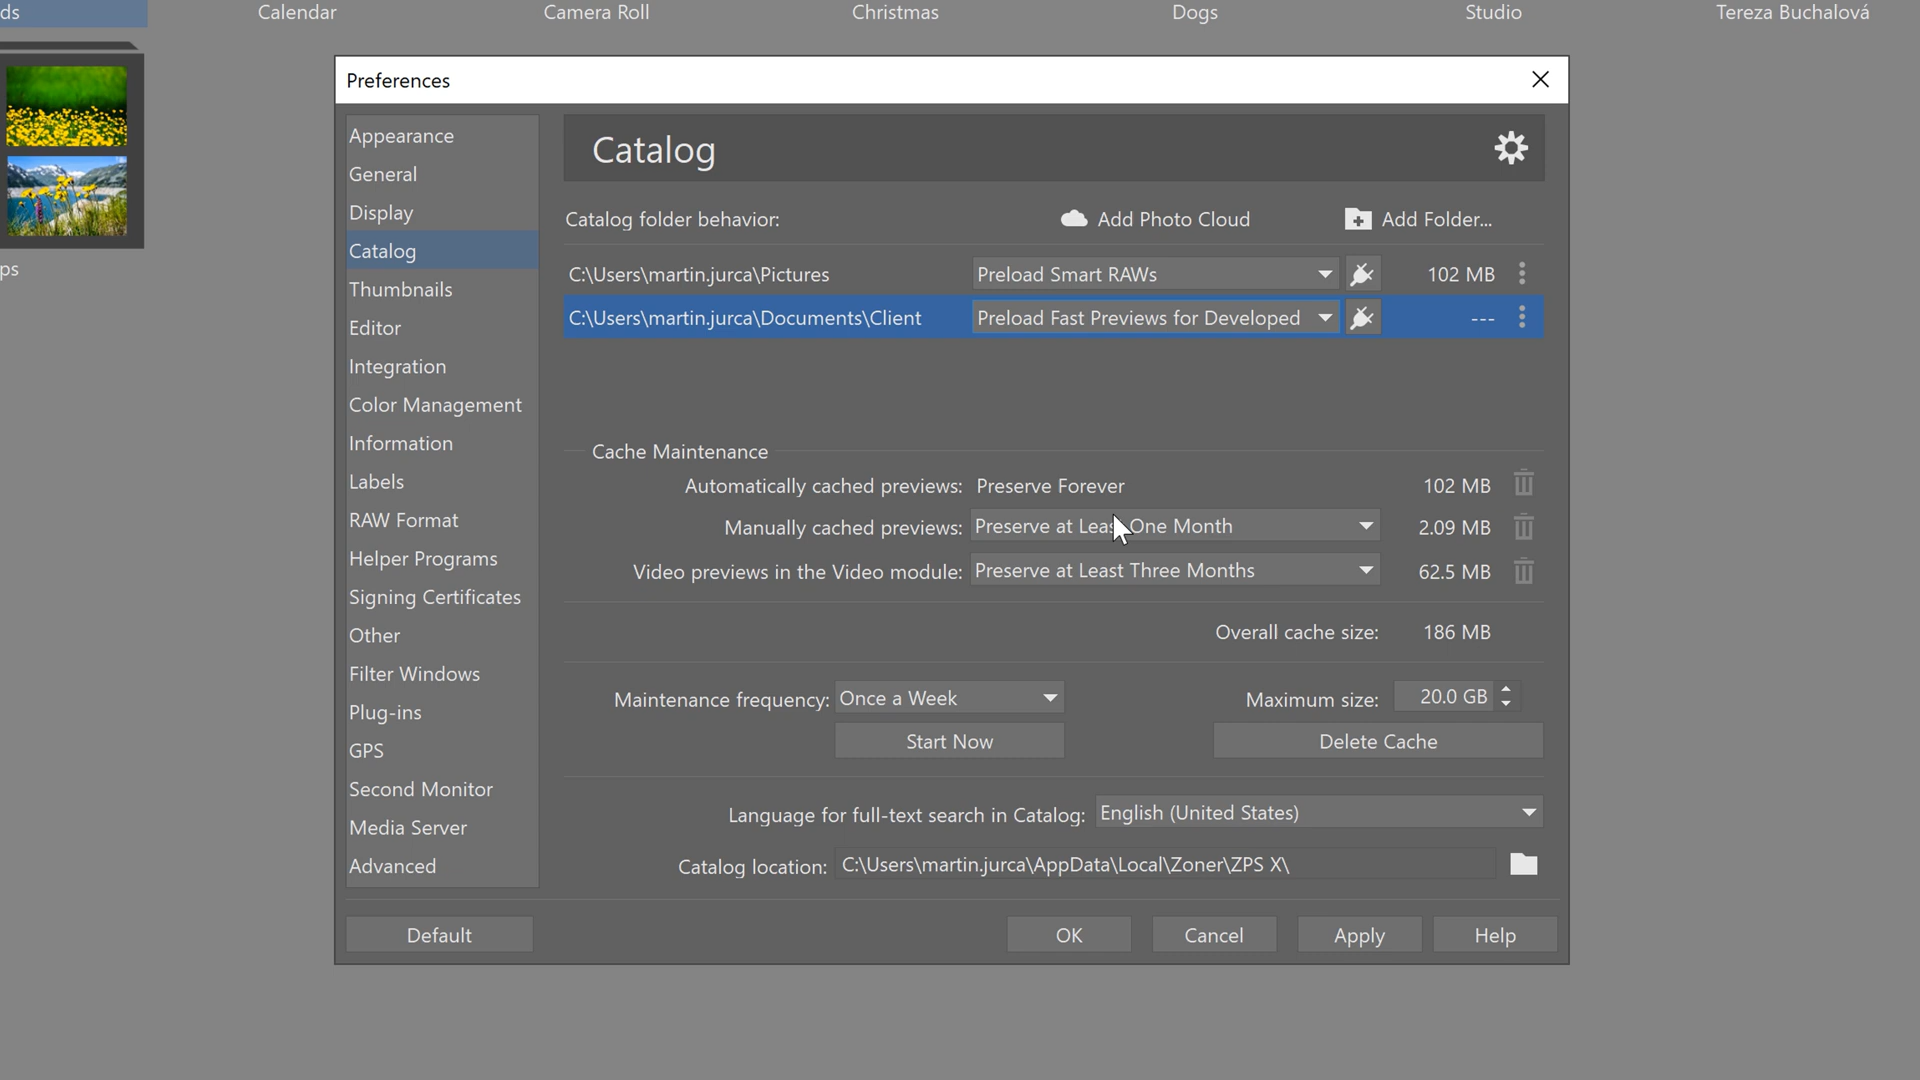 ds
Calendar
Camera Roll
Christmas
Dogs
Studio
Tereza Buchalová
ps
Preferences
Appearance
General
Display
Catalog
Thumbnails
Editor
Integration
Color Management
Information
Labels
RAW Format
Helper Programs
Signing Certificates
Other
Filter Windows
Plug-ins
GPS
Second Monitor
Media Server
Advanced
Default
Catalog
Catalog folder behavior:
Add Photo Cloud
Add Folder...
C:\Users\martin.jurca\Pictures
Preload Smart RAWs
102 MB
C:\Users\martin.jurca\Documents\Client
Preload Fast Previews for Developed
---
Cache Maintenance
Automatically cached previews: Preserve Forever 102 MB
Manually cached previews: Preserve at Least One Month 2.09 MB
Video previews in the Video module: Preserve at Least Three Months 62.5 MB
Overall cache size: 186 MB
Maintenance frequency: Once a Week
Maximum size: 20.0 GB
Start Now
Delete Cache
Language for full-text search in Catalog: English (United States)
Catalog location: C:\Users\martin.jurca\AppData\Local\Zoner\ZPS X\
OK
Cancel
Apply
Help